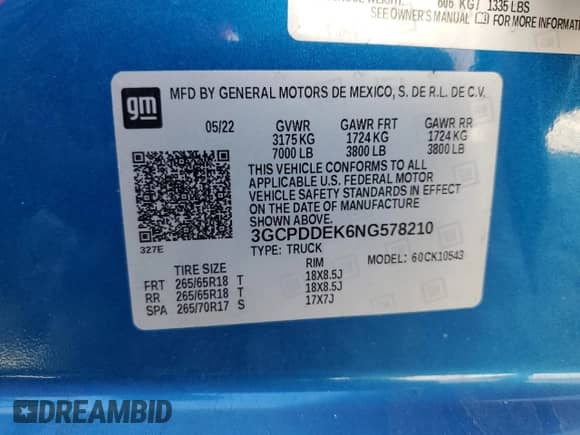 605 KG / 1335 LBS
SEE OWNER'S MANUAL FOR MORE INFORMATION
gm
MFD BY GENERAL MOTORS DE MEXICO, S. DE R.L. DE C.V.
05/22 GVWR GAWR FRT GAWR RR
3175 KG 1724 KG 1724 KG
7000 LB 3800 LB 3800 LB
THIS VEHICLE CONFORMS TO ALL
APPLICABLE U.S. FEDERAL MOTOR
VEHICLE SAFETY STANDARDS IN EFFECT
ON THE DATE OF MANUFACTURE
SHOWN ABOVE.
327E
3GCPDDEK6NG578210
TYPE: TRUCK MODEL: 60CK10543
TIRE SIZE RIM
FRT 265/65R18 T 18X8.5J
RR 265/65R18 T 18X8.5J
SPA 265/70R17 S 17X7J
DREAMBID